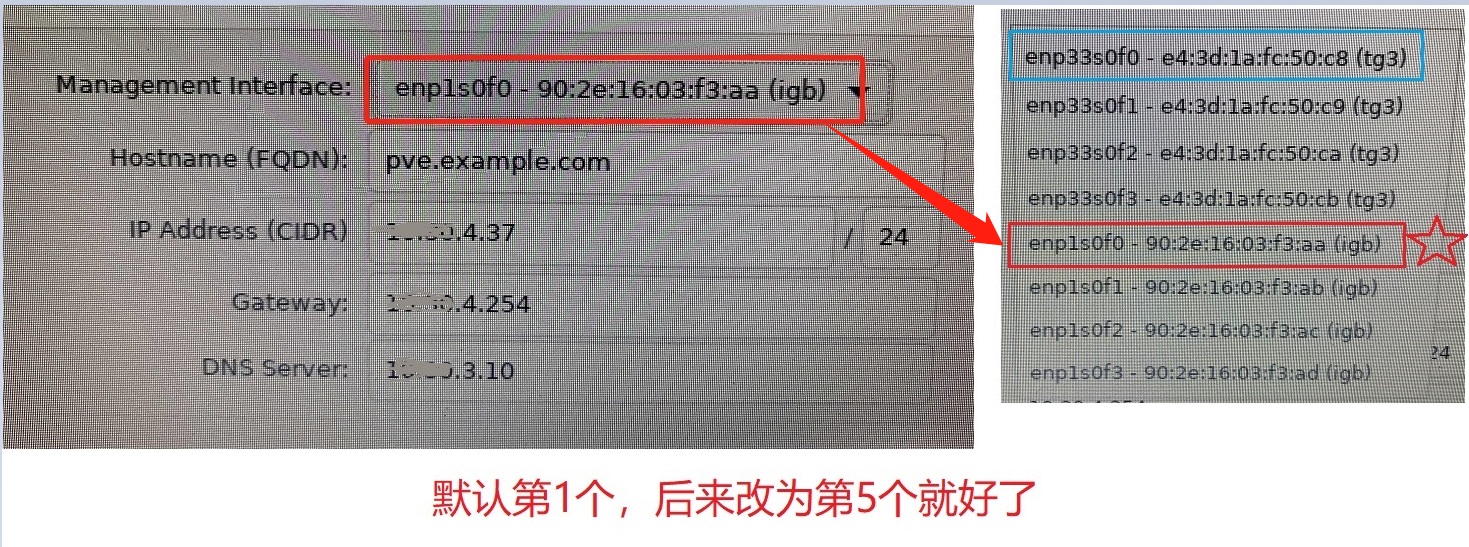 Management Interface: enp1s0f0 - 90:2e:16:03:f3:aa (igb)
Hostname (FQDN): pve.example.com
IP Address (CIDR) .4.37 / 24
Gateway: .4.254
DNS Server: .3.10
enp33s0f0 - e4:3d:1a:fc:50:c8 (tg3)
enp33s0f1 - e4:3d:1a:fc:50:c9 (tg3)
enp33s0f2 - e4:3d:1a:fc:50:ca (tg3)
enp33s0f3 - e4:3d:1a:fc:50:cb (tg3)
enp1s0f0 - 90:2e:16:03:f3:aa (igb)
enp1s0f1 - 90:2e:16:03:f3:ab (igb)
enp1s0f2 - 90:2e:16:03:f3:ac (igb)
24
enp1s0f3 - 90:2e:16:03:f3:ad (igb)
默认第1个，后来改为第5个就好了